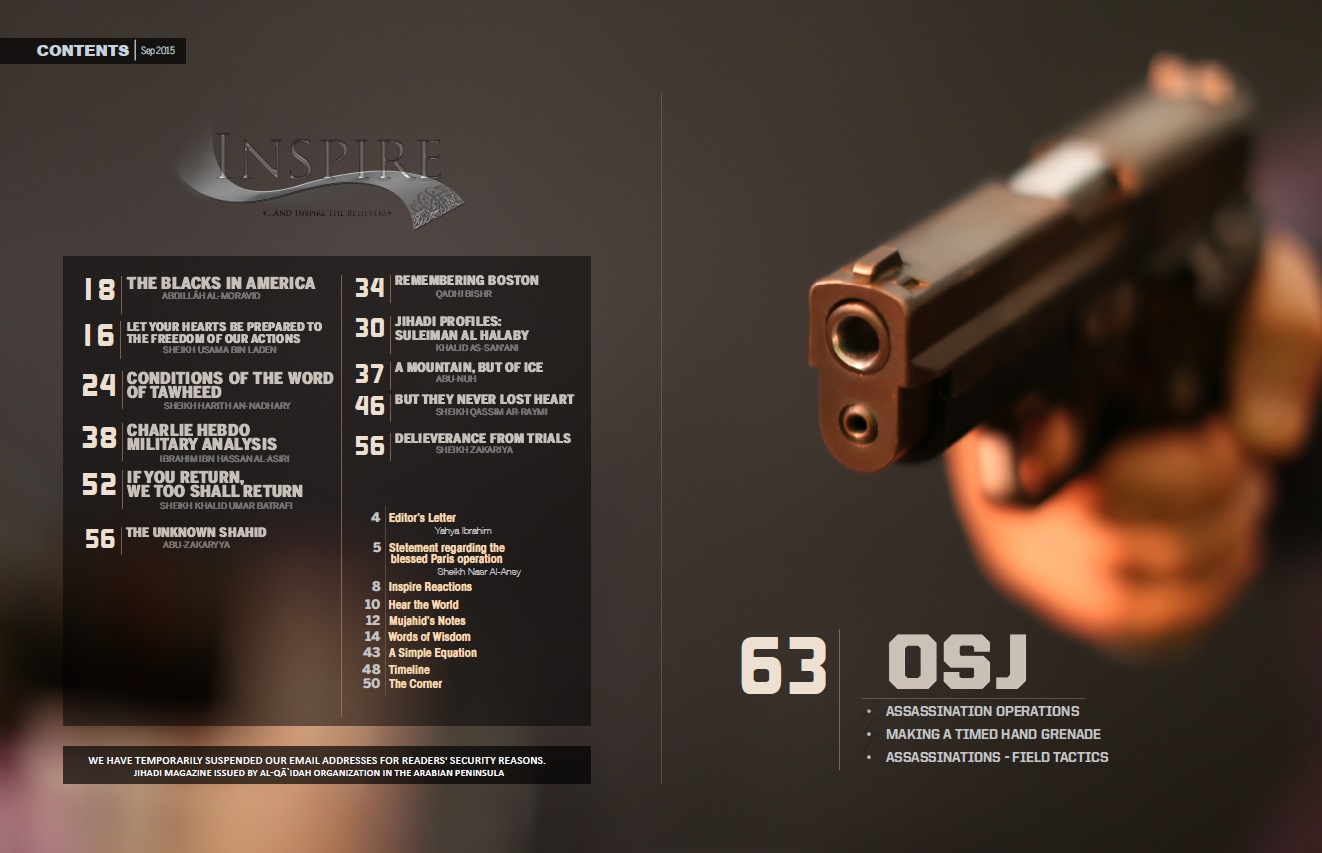 CONTENTS | Sep 2015
INSPIRE
«...AND INSPIRE THE BELIEVERS»
18 THE BLACKS IN AMERICA
ABDILLÂH AL-MORAVID
16 LET YOUR HEARTS BE PREPARED TO
THE FREEDOM OF OUR ACTIONS
SHEIKH USAMA BIN LADEN
24 CONDITIONS OF THE WORD
OF TAWHEED
SHEIKH HARITH AN-NADHARY
38 CHARLIE HEBDO
MILITARY ANALYSIS
IBRAHIM IBN HASSAN AL-ASIRI
52 IF YOU RETURN,
WE TOO SHALL RETURN
SHEIKH KHALID UMAR BATRAFI
56 THE UNKNOWN SHAHID
ABU-ZAKARYYA
34 REMEMBERING BOSTON
QADHI BISHR
30 JIHADI PROFILES:
SULEIMAN AL HALABY
KHALID AS-SAN'ANI
37 A MOUNTAIN, BUT OF ICE
ABU-NUH
46 BUT THEY NEVER LOST HEART
SHEIKH QASSIM AR-RAYMI
56 DELIEVERANCE FROM TRIALS
SHEIKH ZAKARIYA
4 Editor's Letter
Yahya Ibrahim
5 Stetement regarding the
blessed Paris operation
Sheikh Nasr Al-Ansy
8 Inspire Reactions
10 Hear the World
12 Mujahid's Notes
14 Words of Wisdom
43 A Simple Equation
48 Timeline
50 The Corner
WE HAVE TEMPORARILY SUSPENDED OUR EMAIL ADDRESSES FOR READERS' SECURITY REASONS.
JIHADI MAGAZINE ISSUED BY AL-QĀ`IDAH ORGANIZATION IN THE ARABIAN PENINSULA
63 OSJ
• ASSASSINATION OPERATIONS
• MAKING A TIMED HAND GRENADE
• ASSASSINATIONS - FIELD TACTICS